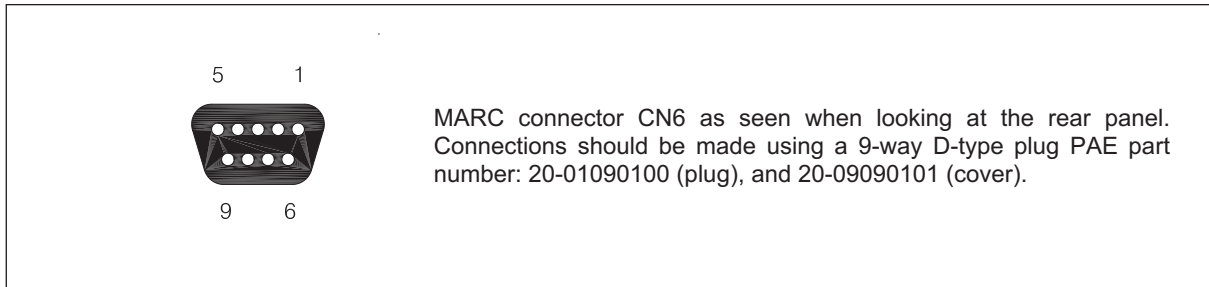 5 1
MARC connector CN6 as seen when looking at the rear panel.
Connections should be made using a 9-way D-type plug PAE part
number: 20-01090100 (plug), and 20-09090101 (cover).
9 6